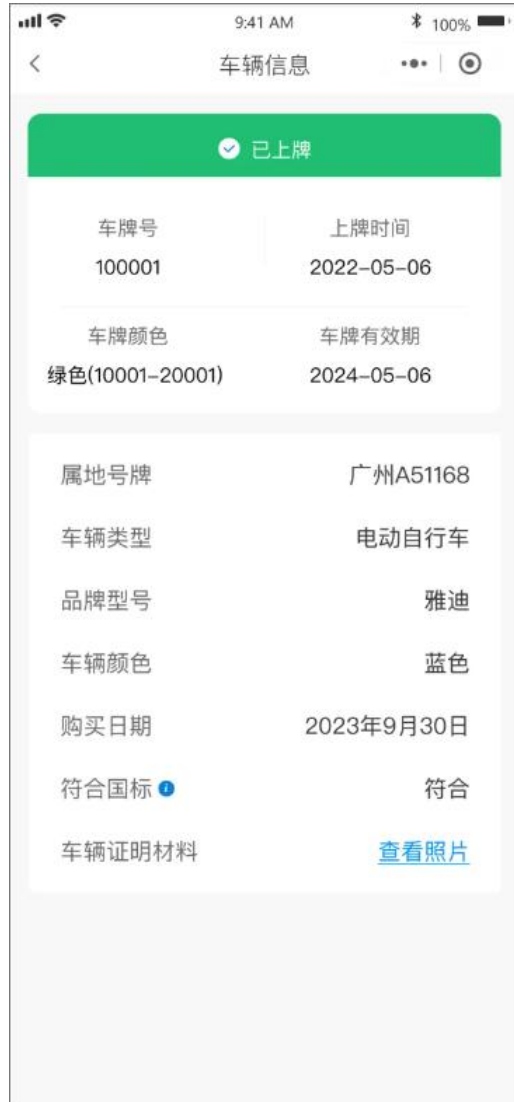 9:41 AM 100%
车辆信息
已上牌
车牌号 上牌时间
100001 2022-05-06
车牌颜色 车牌有效期
绿色(10001-20001) 2024-05-06
属地号牌 广州A51168
车辆类型 电动自行车
品牌型号 雅迪
车辆颜色 蓝色
购买日期 2023年9月30日
符合国标 符合
车辆证明材料 查看照片